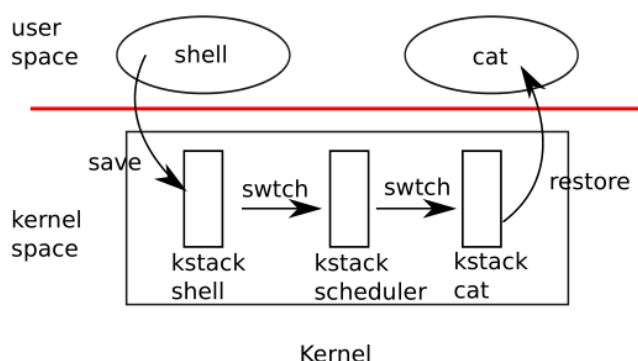 user
space
shell
cat
save
swtch
swtch
restore
kernel
space
kstack
shell
kstack
scheduler
kstack
cat
Kernel